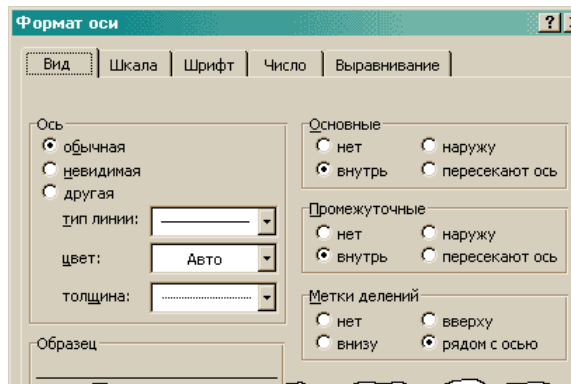 Формат оси
Вид Шкала Шрифт Число Выравнивание
Ось
обычная
невидимая
другая
тип линии:
цвет: Авто
толщина:
Образец
Основные
нет наружу
внутрь пересекают ось
Промежуточные
нет наружу
внутрь пересекают ось
Метки делений
нет вверху
внизу рядом с осью